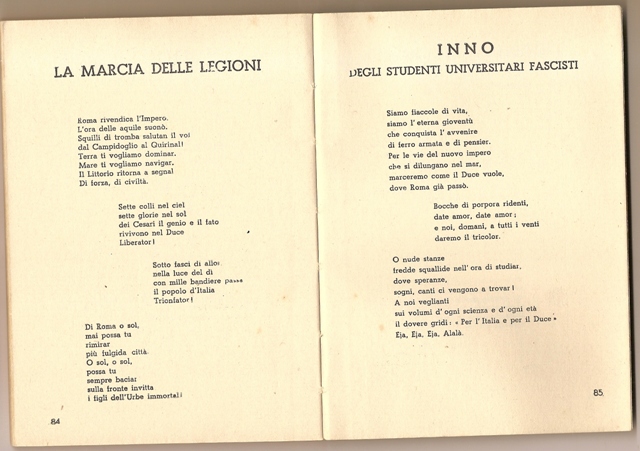 LA MARCIA DELLE LEGIONI
Roma rivendica l'Impero.
L'ora delle aquile suonò.
Squilli di tromba salutan il vol
dal Campidoglio al Quirinal!
Terra ti vogliamo dominar.
Mare ti vogliamo navigar.
Il Littorio ritorna a segnal
Di forza, di civiltà.
Sette colli nel ciel
sette glorie nel sol
dei Cesari il genio e il fato
rivivono nel Duce
Liberator!
Sotto fasci di allor
nella luce del dì
con mille bandiere passa
il popolo d'Italia
Trionfator!
Di Roma o sol,
mai possa tu
rimirar
più fulgida città.
O sol, o sol,
possa tu
sempre baciar
sulla fronte invitta
i figli dell'Urbe immortal!
84
INNO
DEGLI STUDENTI UNIVERSITARI FASCISTI
Siamo fiaccole di vita,
siamo l'eterna gioventù
che conquista l'avvenire
di ferro armata e di pensier.
Per le vie del nuovo impero
che si dilungano nel mar,
marceremo come il Duce vuole,
dove Roma già passò.
Bocche di porpora ridenti,
date amor, date amor;
e noi, domani, a tutti i venti
daremo il tricolor.
O nude stanze
fredde squallide nell'ora di studiar,
dove speranze,
sogni, canti ci vengono a trovar!
A noi veglianti
sui volumi d'ogni scienza e d'ogni età
il dovere gridi: « Per l'Italia e per il Duce »
Eja, Eja, Eja, Alalà.
85